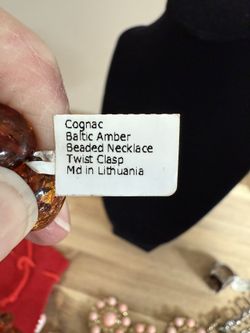 Cognac
Baltic Amber
Beaded Necklace
Twist Clasp
Md in Lithuania